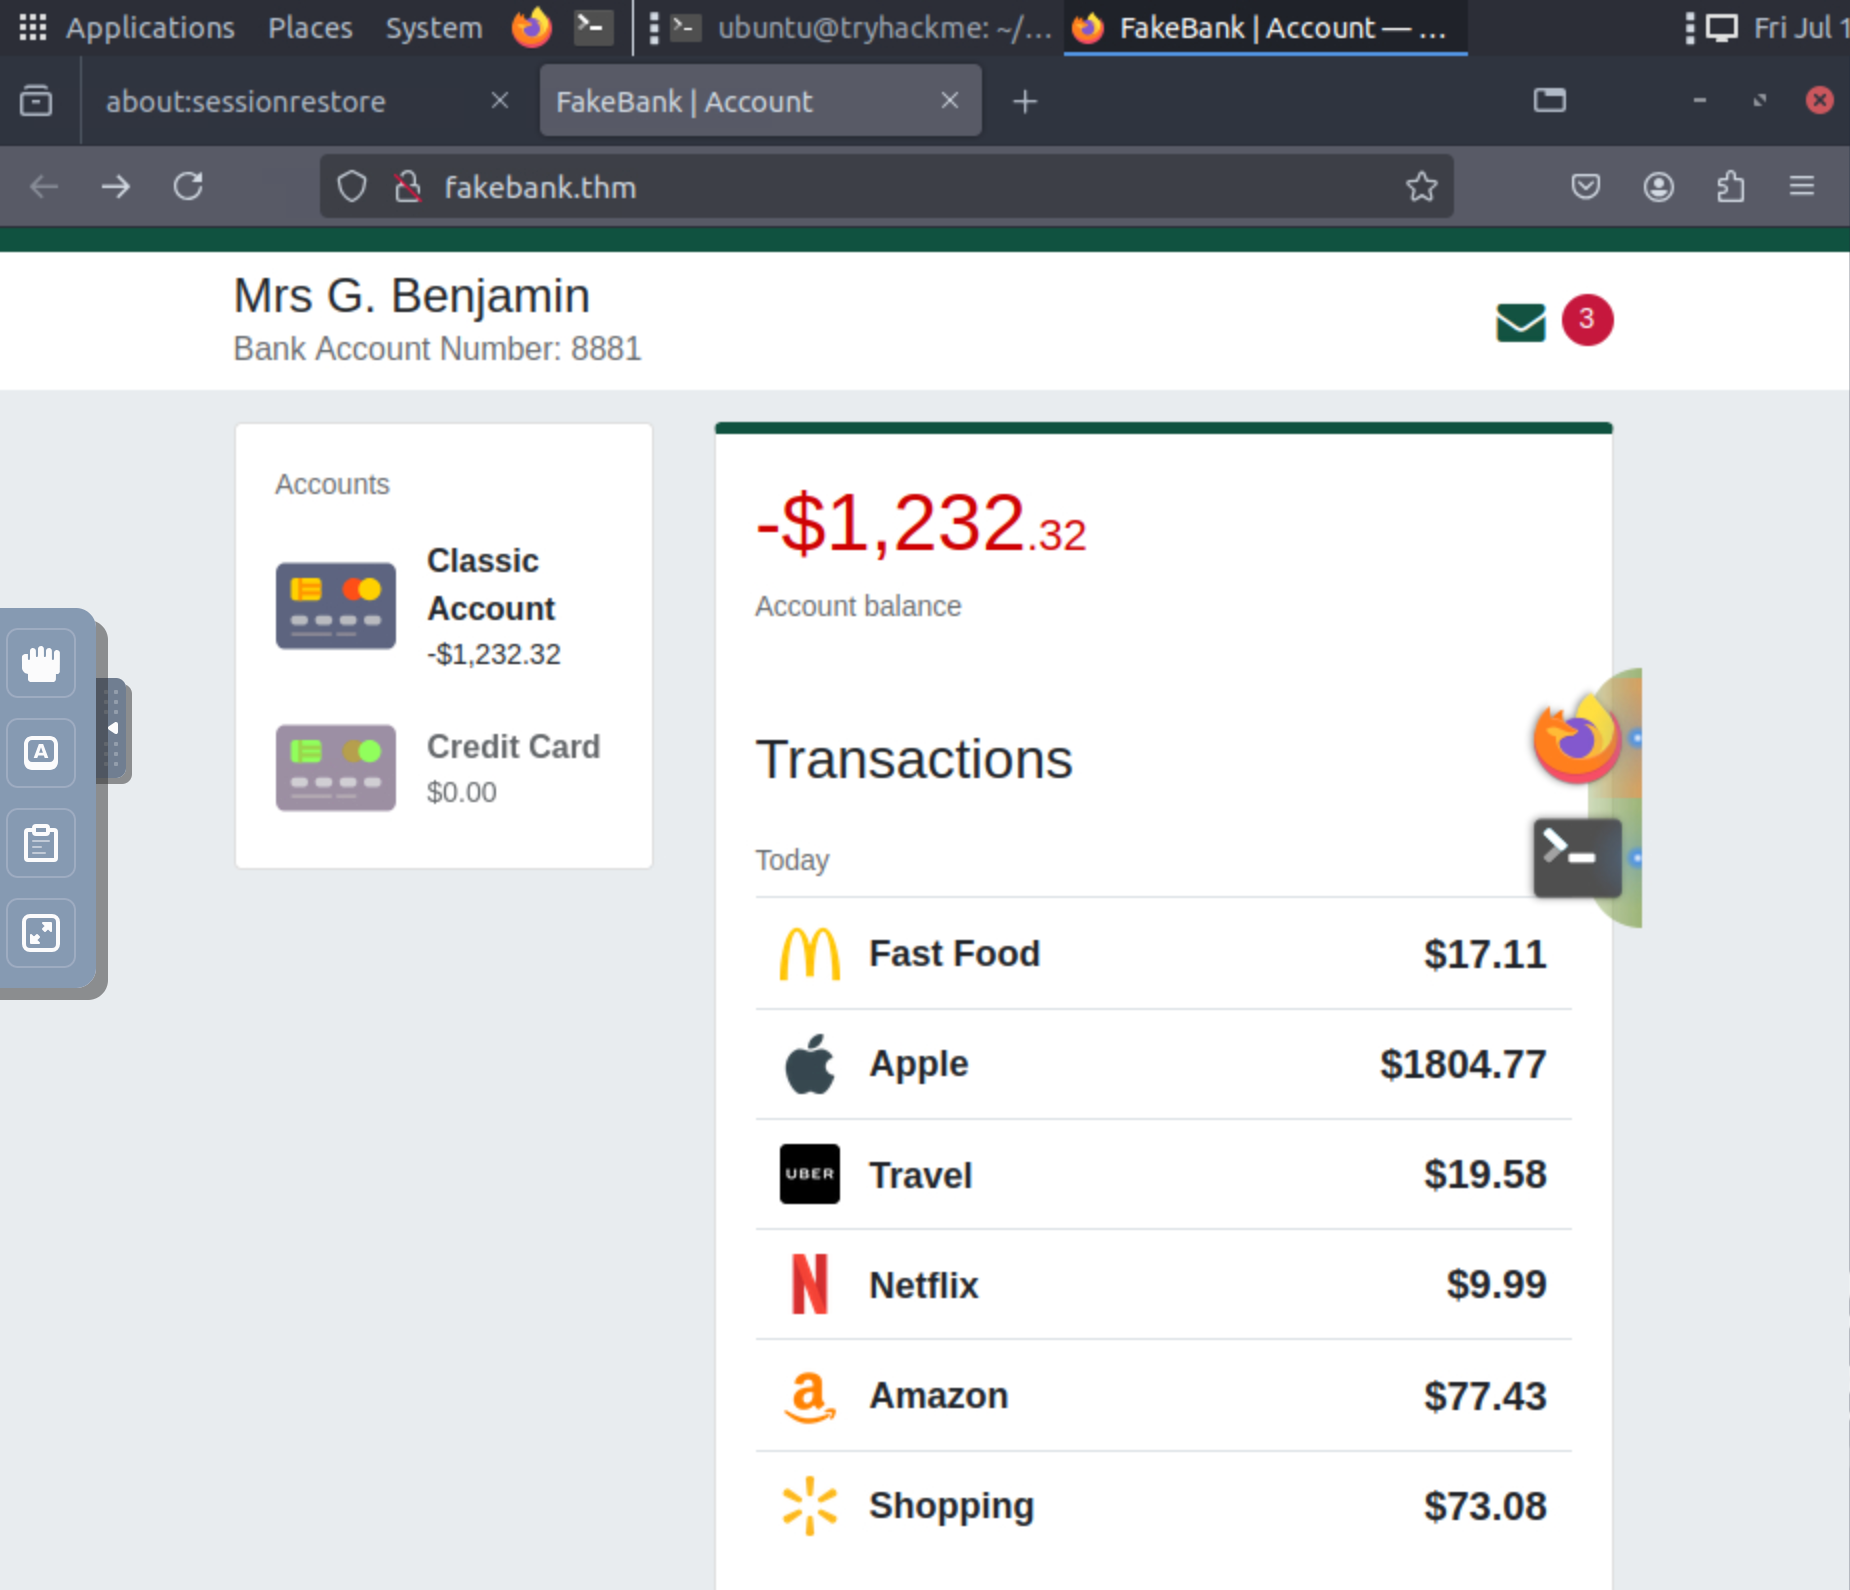 Applications Places System ubuntu@tryhackme: ~/... FakeBank | Account — ... Fri Jul 1
about:sessionrestore FakeBank | Account
fakebank.thm
Mrs G. Benjamin
Bank Account Number: 8881
3
Accounts
Classic
Account
-$1,232.32
Credit Card
$0.00
-$1,232.32
Account balance
Transactions
Today
Fast Food $17.11
Apple $1804.77
UBER Travel $19.58
Netflix $9.99
Amazon $77.43
Shopping $73.08
A